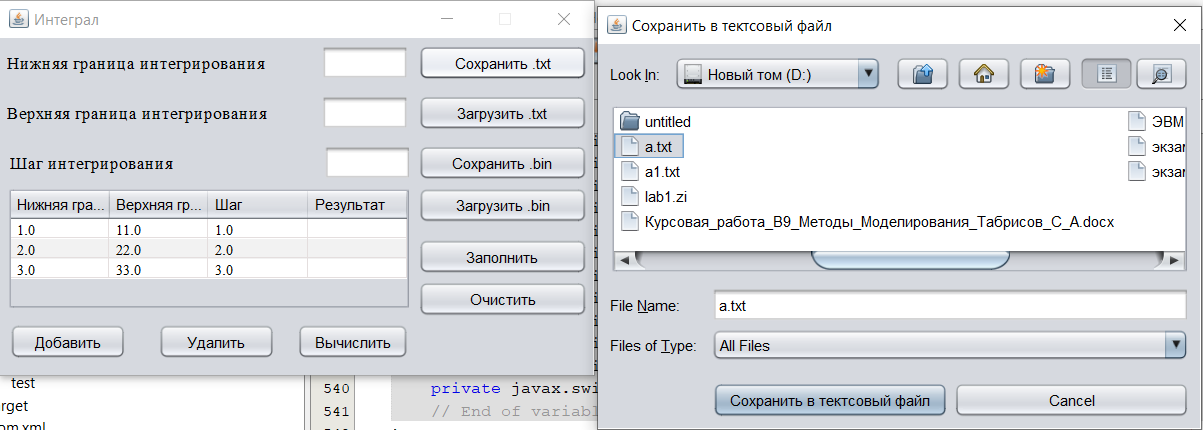 Интеграл
Нижняя граница интегрирования
Сохранить .txt
Верхняя граница интегрирования
Загрузить .txt
Шаг интегрирования
Сохранить .bin
Нижняя гра... Верхняя гр... Шаг Результат
1.0 11.0 1.0
2.0 22.0 2.0
3.0 33.0 3.0
Загрузить .bin
Заполнить
Очистить
Добавить Удалить Вычислить
test
rget
om.xml
540 private javax.swi
541 // End of variabl
Сохранить в тектсовый файл
Look In: Новый том (D:)
untitled
a.txt
a1.txt
lab1.zi
Курсовая_работа_В9_Методы_Моделирования_Табрисов_С_А.docx
ЭВМ
экза
экза
File Name: a.txt
Files of Type: All Files
Сохранить в тектсовый файл Cancel